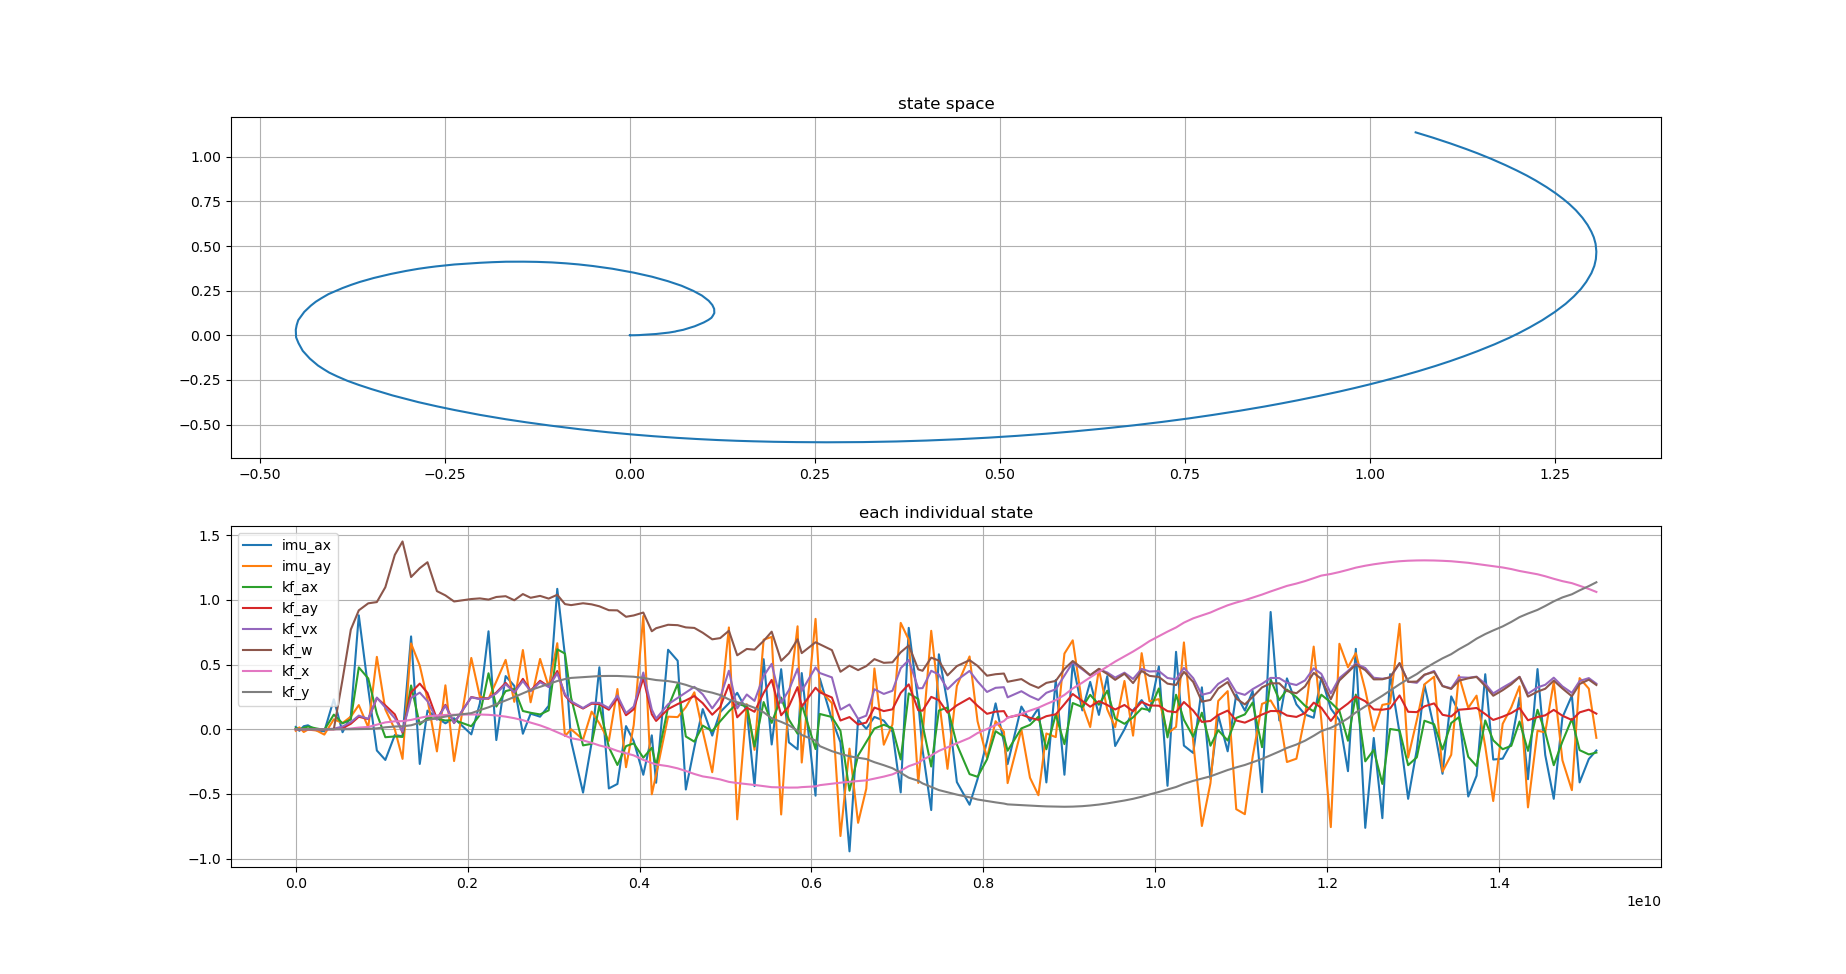 state space
1.00
0.75
0.50
0.25
0.00
−0.25
−0.50
−0.50 −0.25 0.00 0.25 0.50 0.75 1.00 1.25
each individual state
1.5
1.0
0.5
0.0
−0.5
−1.0
imu_ax
imu_ay
kf_ax
kf_ay
kf_vx
kf_w
kf_x
kf_y
0.0 0.2 0.4 0.6 0.8 1.0 1.2 1.4
1e10